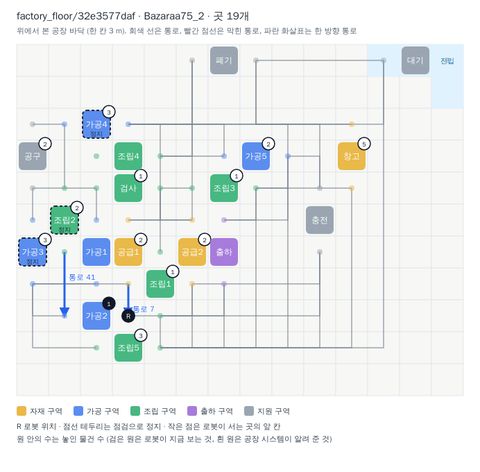 factory_floor/32e3577daf · Bazaraa75_2 · 곳 19개
위에서 본 공장 바닥 (한 칸 3 m). 회색 선은 통로, 빨간 점선은 막힌 통로, 파란 화살표는 한 방향 통로
폐기
대기
진입
3
가공4
정지
2
공구
조립4
2
가공5
5
창고
1
검사
1
조립3
2
조립2
정지
충전
3
가공3
정지
가공1
2
공급1
2
공급2
출하
통로 41
1
조립1
1
가공2
R
통로 7
3
조립5
자재 구역
가공 구역
조립 구역
출하 구역
지원 구역
R 로봇 위치 · 점선 테두리는 점검으로 정지 · 작은 점은 로봇이 서는 곳의 앞 칸
원 안의 수는 놓인 물건 수 (검은 원은 로봇이 지금 보는 것, 흰 원은 공장 시스템이 알려 준 것)